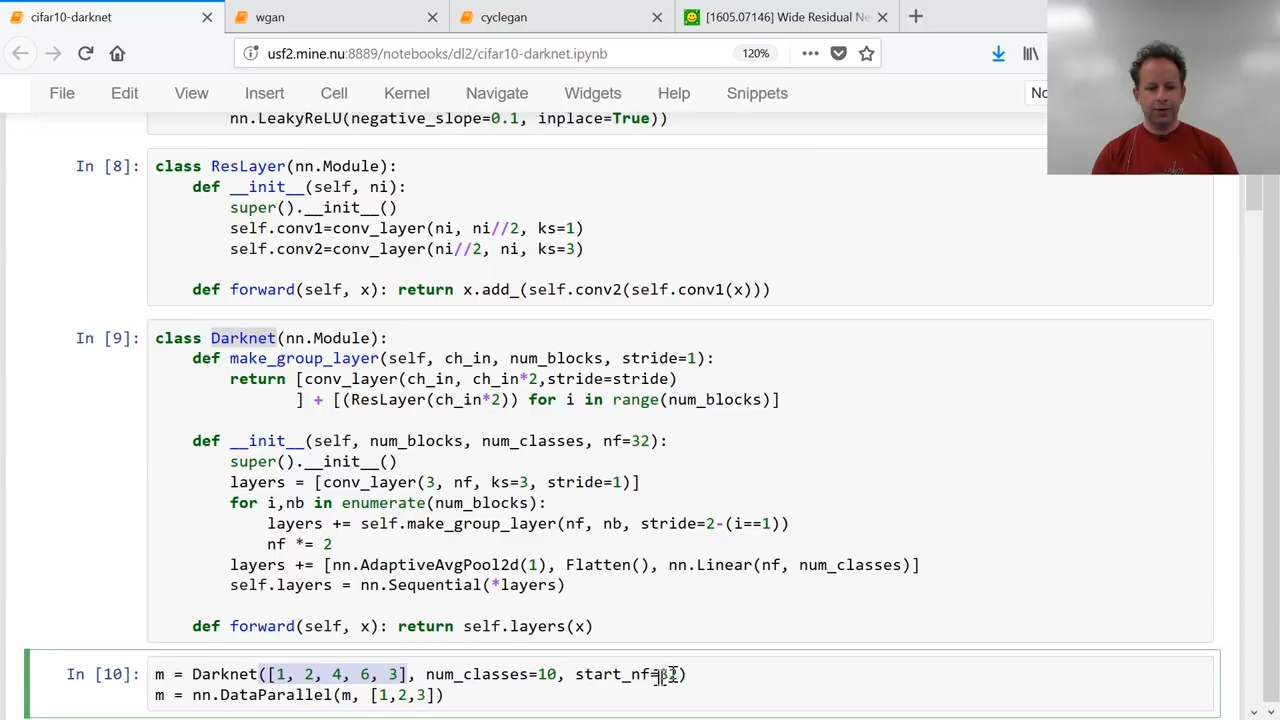 cifar10-darknet
wgan
cyclegan
[1605.07146] Wide Residual Ne
usf2.mine.nu:8889/notebooks/dl2/cifar10-darknet.ipynb
120%
File Edit View Insert Cell Kernel Navigate Widgets Help Snippets
No
nn.LeakyReLU(negative_slope=0.1, inplace=True))
In [8]:
class ResLayer(nn.Module):
def __init__(self, ni):
super().__init__()
self.conv1=conv_layer(ni, ni//2, ks=1)
self.conv2=conv_layer(ni//2, ni, ks=3)
def forward(self, x): return x.add_(self.conv2(self.conv1(x)))
In [9]:
class Darknet(nn.Module):
def make_group_layer(self, ch_in, num_blocks, stride=1):
return [conv_layer(ch_in, ch_in*2,stride=stride)
] + [(ResLayer(ch_in*2)) for i in range(num_blocks)]
def __init__(self, num_blocks, num_classes, nf=32):
super().__init__()
layers = [conv_layer(3, nf, ks=3, stride=1)]
for i,nb in enumerate(num_blocks):
layers += self.make_group_layer(nf, nb, stride=2-(i==1))
nf *= 2
layers += [nn.AdaptiveAvgPool2d(1), Flatten(), nn.Linear(nf, num_classes)]
self.layers = nn.Sequential(*layers)
def forward(self, x): return self.layers(x)
In [10]:
m = Darknet([1, 2, 4, 6, 3], num_classes=10, start_nf=32)
m = nn.DataParallel(m, [1,2,3])